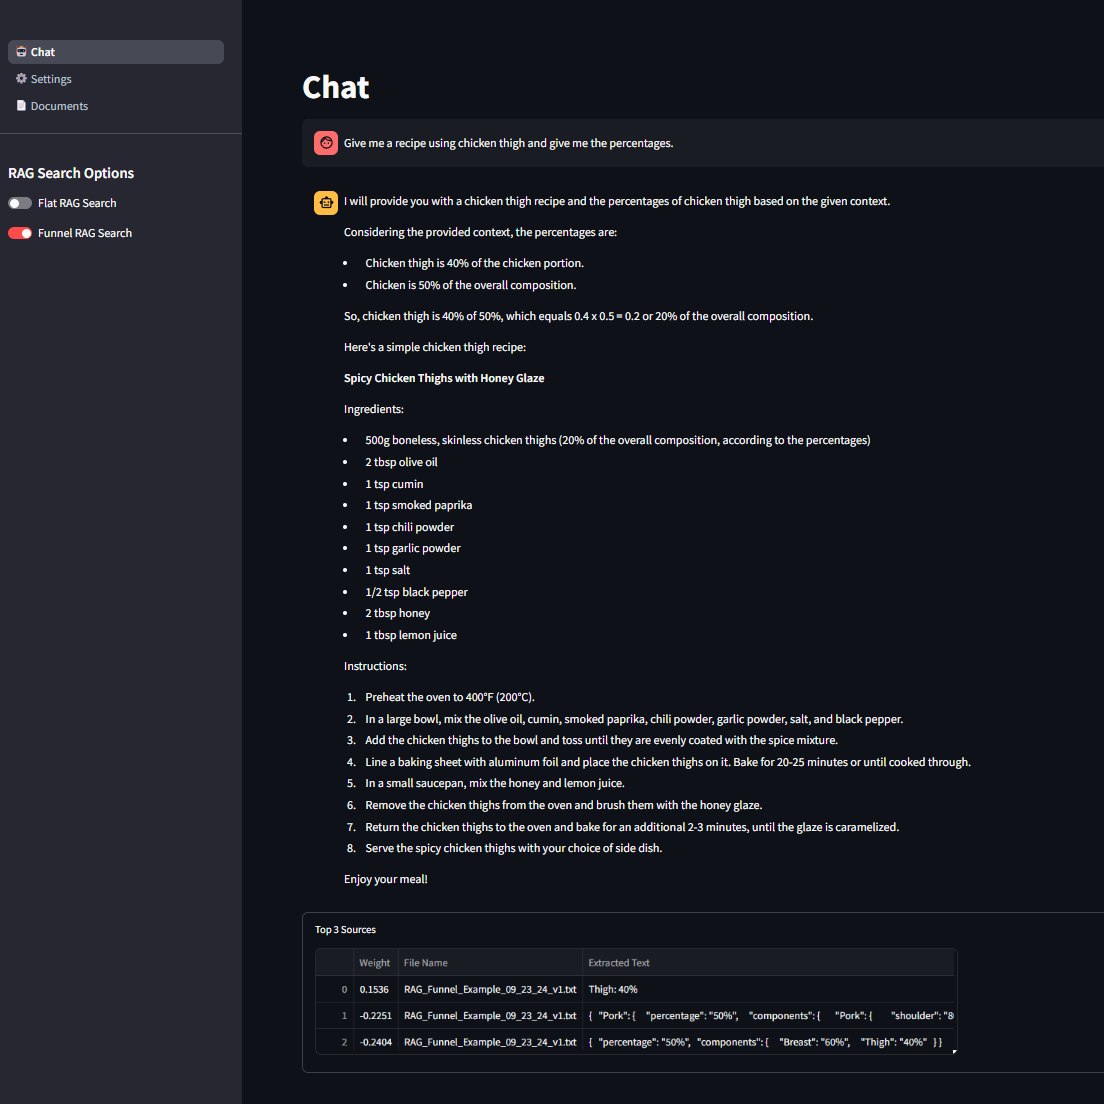 Chat
Settings
Documents
RAG Search Options
Flat RAG Search
Funnel RAG Search
Chat
Give me a recipe using chicken thigh and give me the percentages.
I will provide you with a chicken thigh recipe and the percentages of chicken thigh based on the given context.
Considering the provided context, the percentages are:
• Chicken thigh is 40% of the chicken portion.
• Chicken is 50% of the overall composition.
So, chicken thigh is 40% of 50%, which equals 0.4 x 0.5 = 0.2 or 20% of the overall composition.
Here's a simple chicken thigh recipe:
Spicy Chicken Thighs with Honey Glaze
Ingredients:
• 500g boneless, skinless chicken thighs (20% of the overall composition, according to the percentages)
• 2 tbsp olive oil
• 1 tsp cumin
• 1 tsp smoked paprika
• 1 tsp chili powder
• 1 tsp garlic powder
• 1 tsp salt
• 1/2 tsp black pepper
• 2 tbsp honey
• 1 tbsp lemon juice
Instructions:
1. Preheat the oven to 400°F (200°C).
2. In a large bowl, mix the olive oil, cumin, smoked paprika, chili powder, garlic powder, salt, and black pepper.
3. Add the chicken thighs to the bowl and toss until they are evenly coated with the spice mixture.
4. Line a baking sheet with aluminum foil and place the chicken thighs on it. Bake for 20-25 minutes or until cooked through.
5. In a small saucepan, mix the honey and lemon juice.
6. Remove the chicken thighs from the oven and brush them with the honey glaze.
7. Return the chicken thighs to the oven and bake for an additional 2-3 minutes, until the glaze is caramelized.
8. Serve the spicy chicken thighs with your choice of side dish.
Enjoy your meal!
Top 3 Sources
Weight File Name Extracted Text
0 0.1536 RAG_Funnel_Example_09_23_24_v1.txt Thigh: 40%
1 -0.2251 RAG_Funnel_Example_09_23_24_v1.txt { "Pork": { "percentage": "50%", "components": { "Pork": { "shoulder": "8
2 -0.2404 RAG_Funnel_Example_09_23_24_v1.txt { "percentage": "50%", "components": { "Breast": "60%", "Thigh": "40%" } }